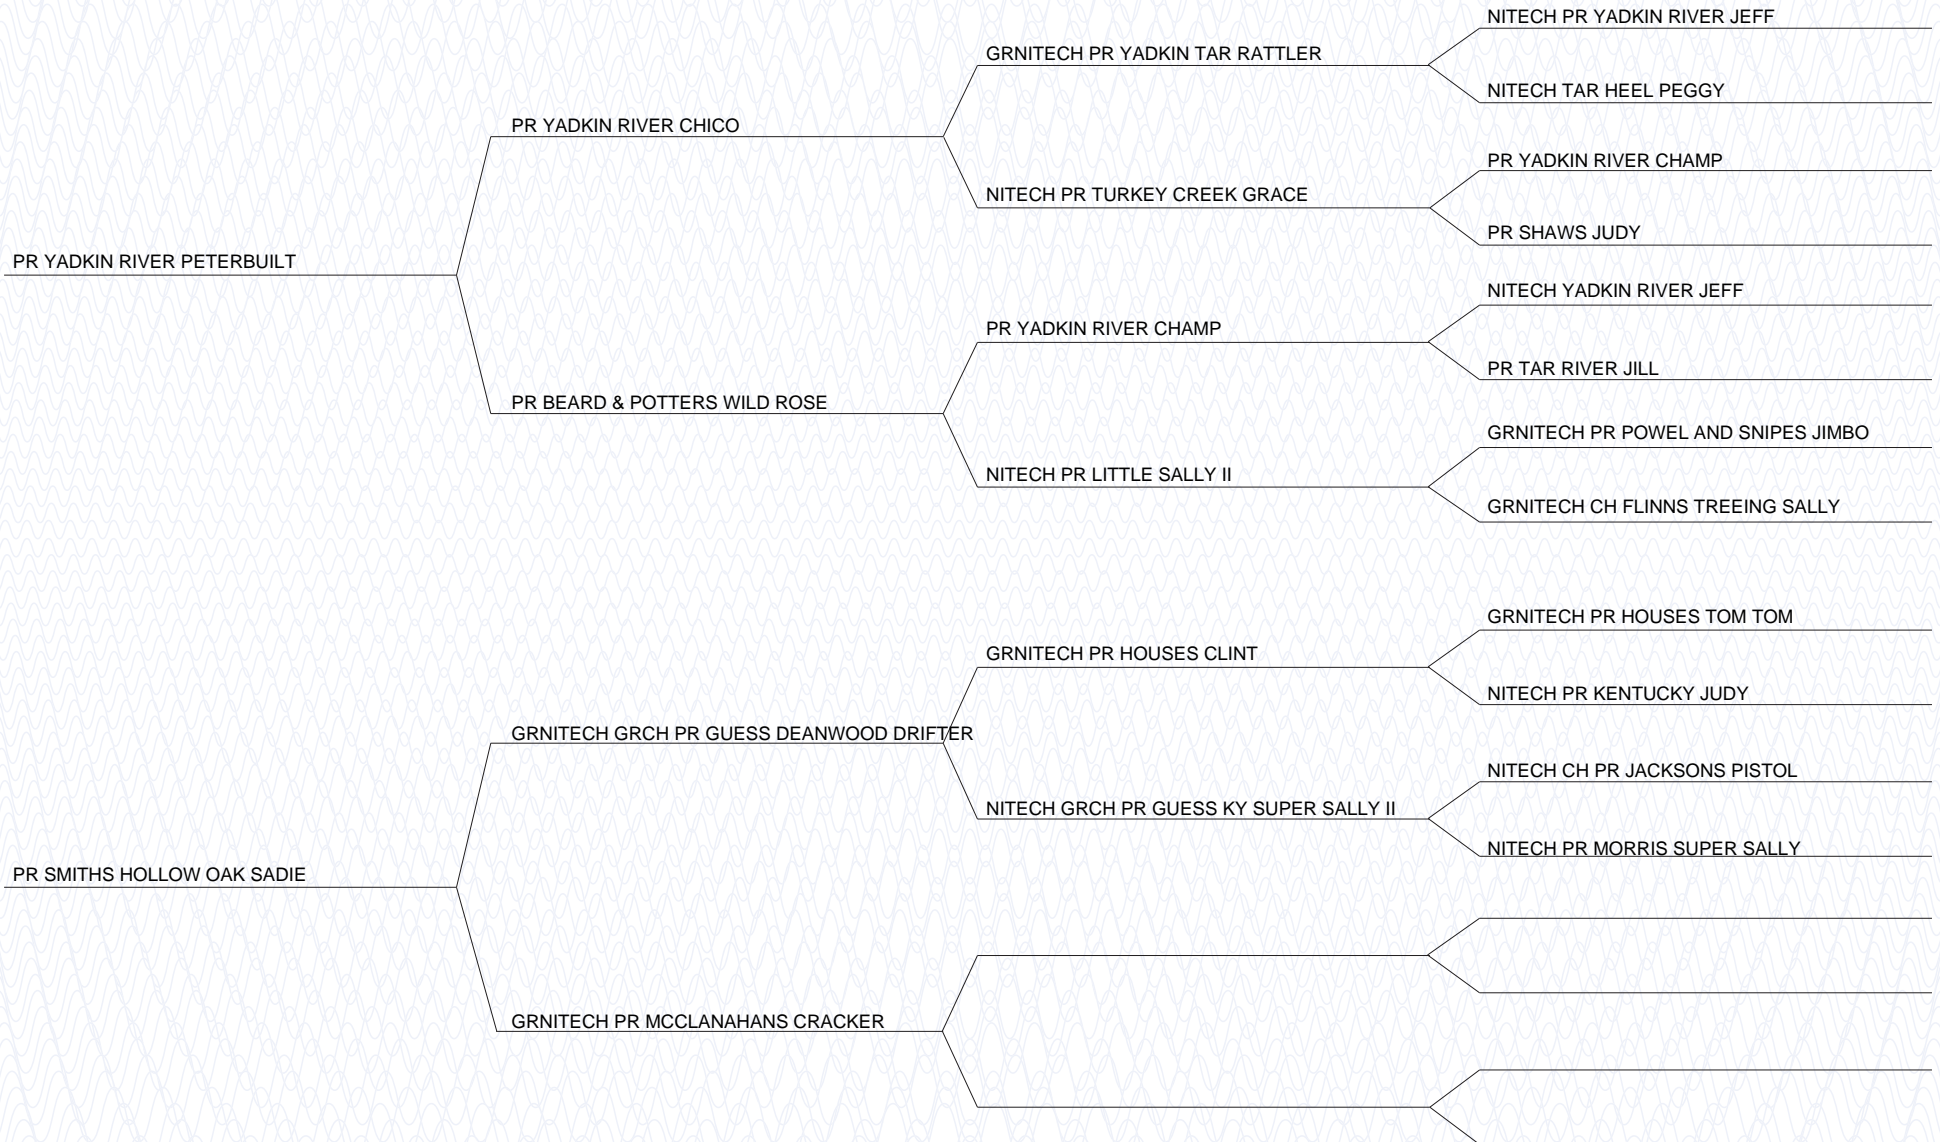 NITECH PR YADKIN RIVER JEFF
GRNITECH PR YADKIN TAR RATTLER
NITECH TAR HEEL PEGGY
PR YADKIN RIVER CHICO
PR YADKIN RIVER CHAMP
NITECH PR TURKEY CREEK GRACE
PR SHAWS JUDY
PR YADKIN RIVER PETERBUILT
NITECH YADKIN RIVER JEFF
PR YADKIN RIVER CHAMP
PR TAR RIVER JILL
PR BEARD & POTTERS WILD ROSE
GRNITECH PR POWEL AND SNIPES JIMBO
NITECH PR LITTLE SALLY II
GRNITECH CH FLINNS TREEING SALLY
GRNITECH PR HOUSES TOM TOM
GRNITECH PR HOUSES CLINT
NITECH PR KENTUCKY JUDY
GRNITECH GRCH PR GUESS DEANWOOD DRIFTER
NITECH CH PR JACKSONS PISTOL
NITECH GRCH PR GUESS KY SUPER SALLY II
NITECH PR MORRIS SUPER SALLY
PR SMITHS HOLLOW OAK SADIE
GRNITECH PR MCCLANAHANS CRACKER